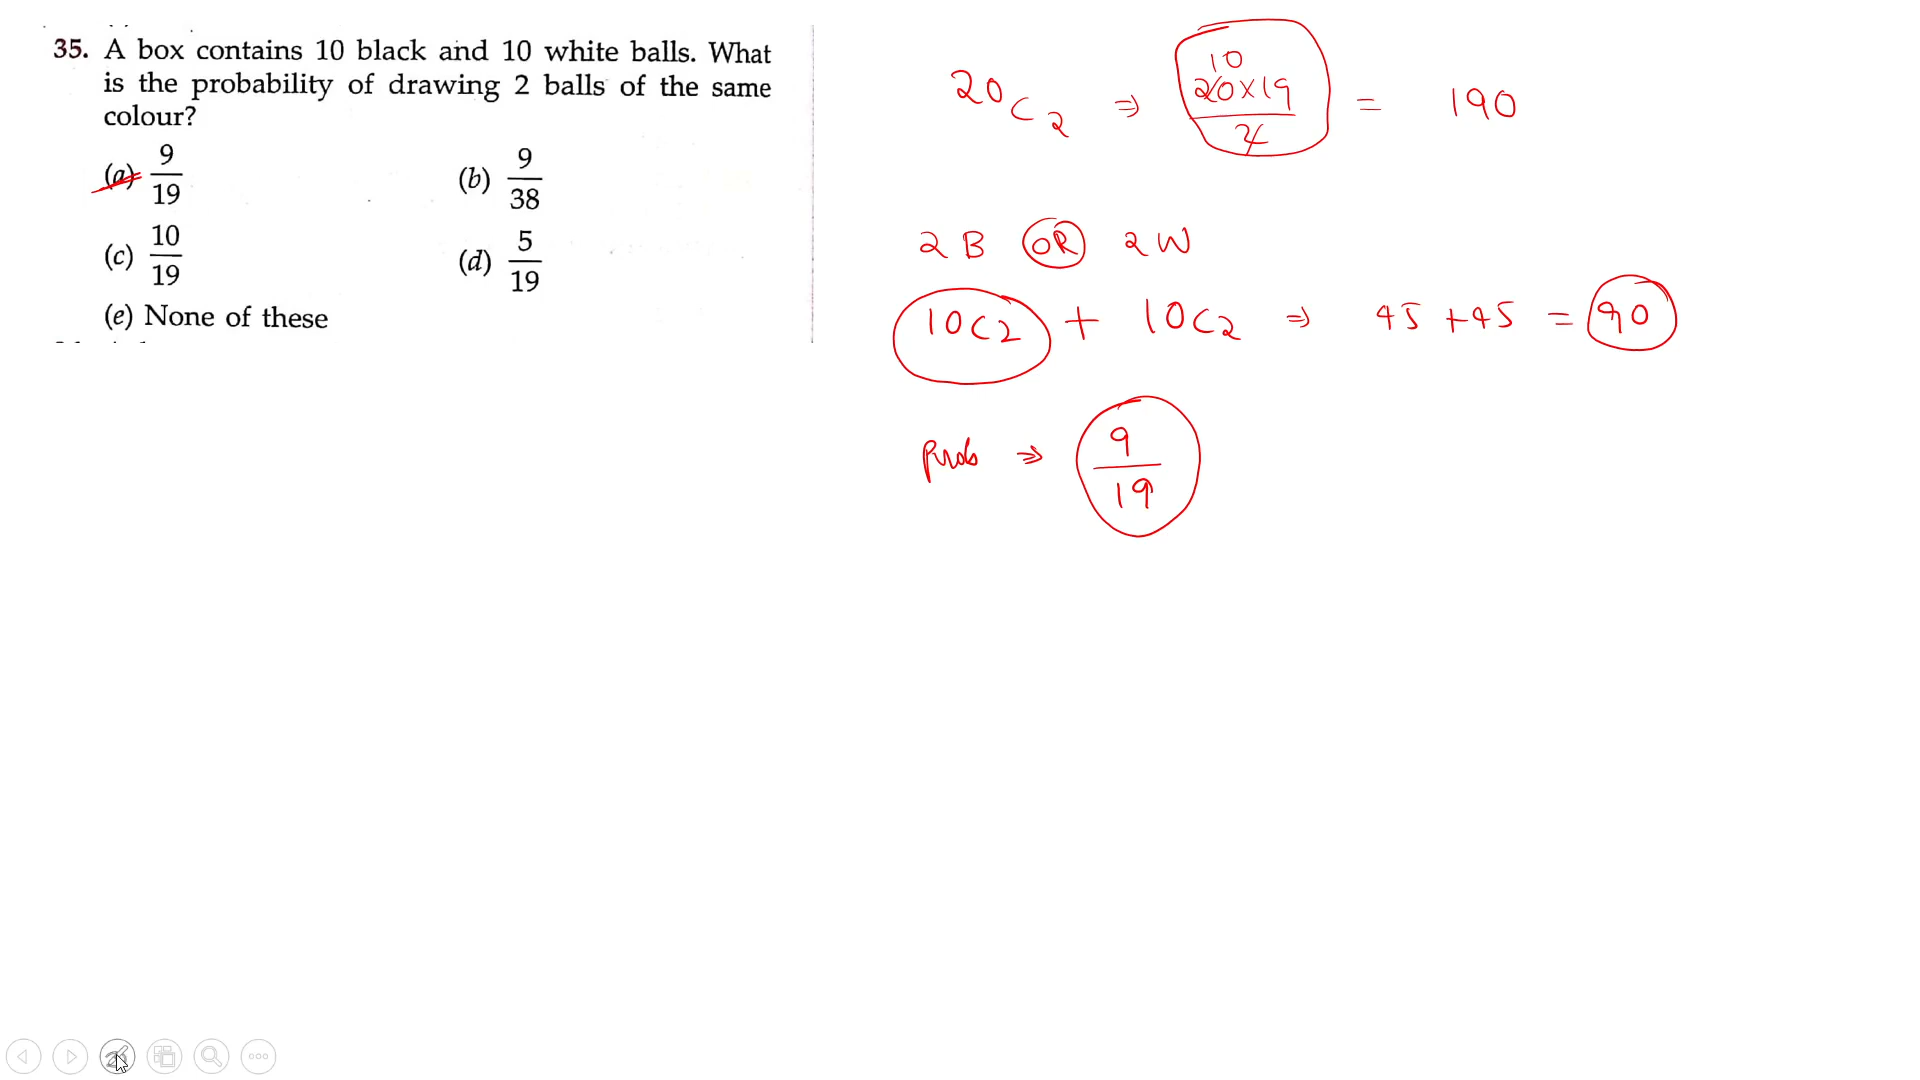 35. A box contains 10 black and 10 white balls. What
is the probability of drawing 2 balls of the same
colour?
(a) 9/19 (b) 9/38
(c) 10/19 (d) 5/19
(e) None of these
20C2 ⇒ 10 20×19/2 = 190
2B OR 2W
10C2 + 10C2 ⇒ 45 + 45 = 90
Prob ⇒ 9/19